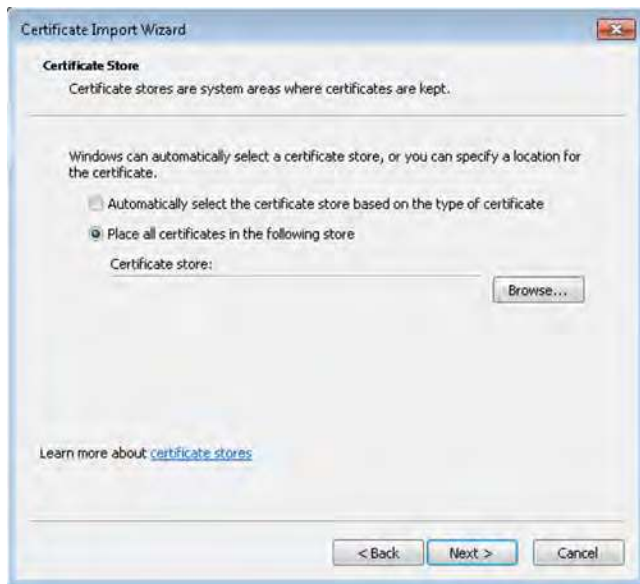 Certificate Import Wizard
Certificate Store
Certificate stores are system areas where certificates are kept.
Windows can automatically select a certificate store, or you can specify a location for
the certificate.
Automatically select the certificate store based on the type of certificate
Place all certificates in the following store
Certificate store:
Browse...
Learn more about certificate stores
< Back Next > Cancel